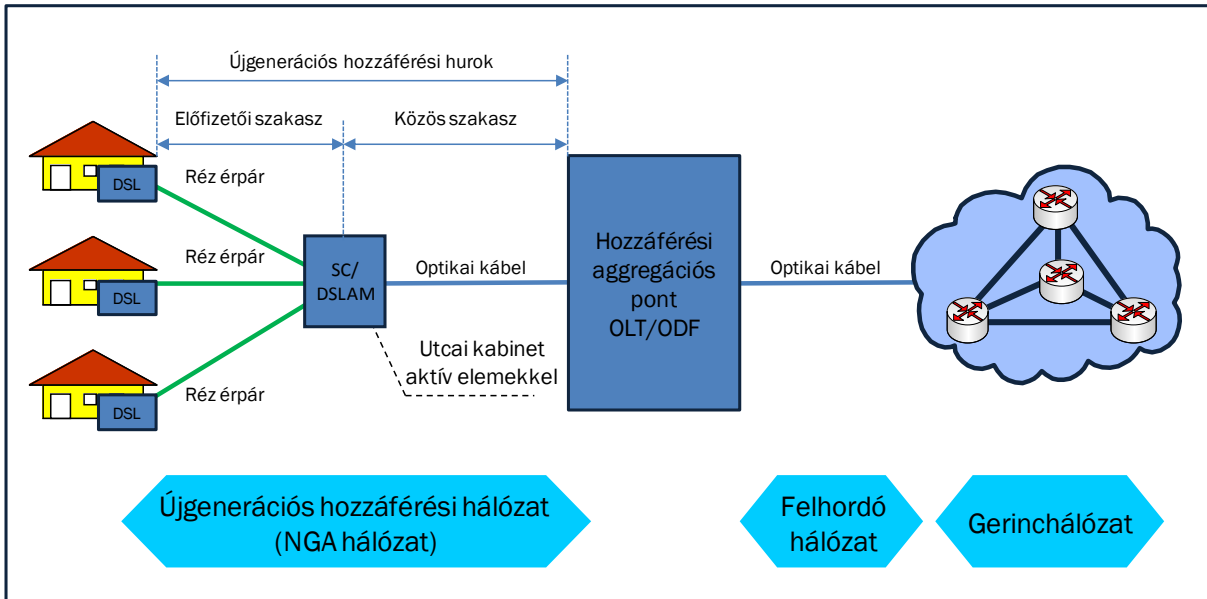 Újgenerációs hozzáférési hurok
Előfizetői szakasz
Közös szakasz
DSL
Réz érpár
DSL
Réz érpár
DSL
Réz érpár
SC/
DSLAM
Optikai kábel
Utcai kabinet
aktív elemekkel
Hozzáférési
aggregációs
pont
OLT/ODF
Optikai kábel
Újgenerációs hozzáférési hálózat
(NGA hálózat)
Felhordó
hálózat
Gerinchálózat